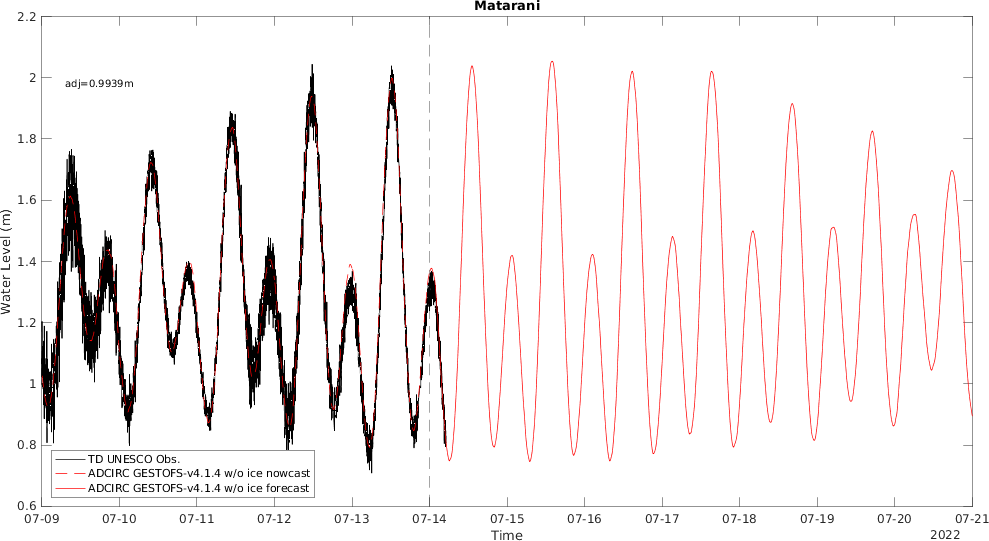 Matarani
2.2
2
1.8
1.6
1.4
1.2
1
0.8
0.6
Water Level (m)
adj=0.9939m
TD UNESCO Obs.
ADCIRC GESTOFS-v4.1.4 w/o ice nowcast
ADCIRC GESTOFS-v4.1.4 w/o ice forecast
07-09 07-10 07-11 07-12 07-13 07-14 07-15 07-16 07-17 07-18 07-19 07-20 07-21
Time
2022